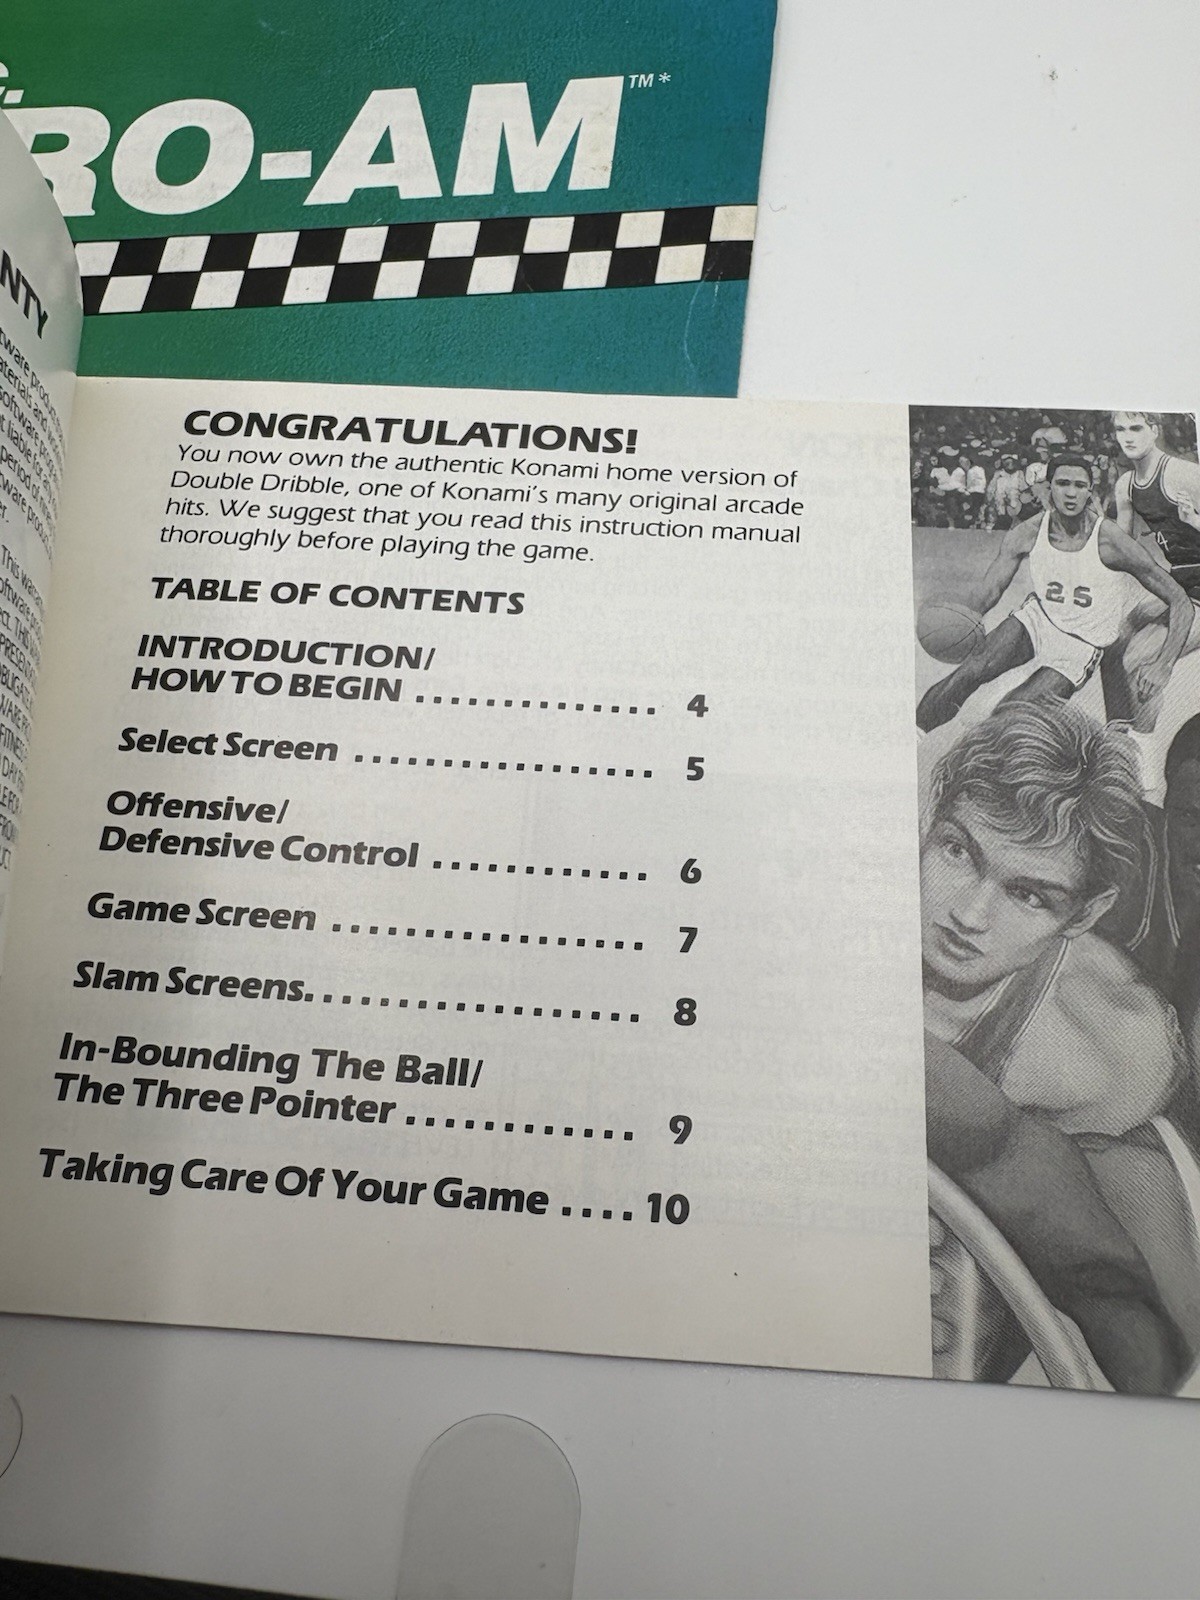 RO-AM™*
NTY
CONGRATULATIONS!
You now own the authentic Konami home version of
Double Dribble, one of Konami's many original arcade
hits. We suggest that you read this instruction manual
thoroughly before playing the game.
TABLE OF CONTENTS
INTRODUCTION/
HOW TO BEGIN .............. 4
Select Screen ................. 5
Offensive/
Defensive Control ............ 6
Game Screen ................. 7
Slam Screens.................. 8
In-Bounding The Ball/
The Three Pointer ............ 9
Taking Care Of Your Game .... 10
25
4